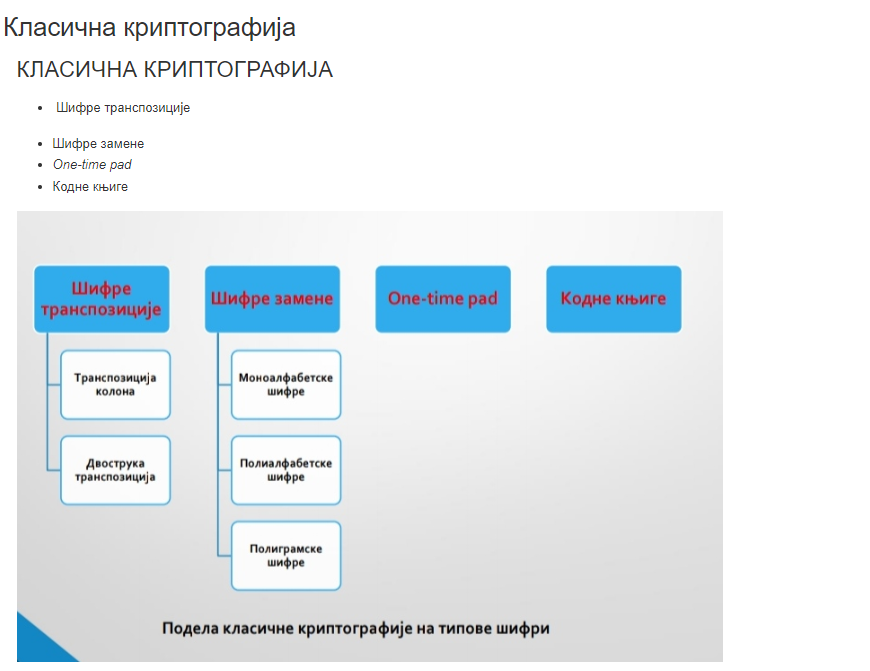 Класична криптографија
КЛАСИЧНА КРИПТОГРАФИЈА
Шифре транспозиције
Шифре замене
One-time pad
Кодне књиге
Шифре
транспозиције
Транспозиција
колона
Двострука
транспозиција
Шифре замене
Моноалфабетске
шифре
Полиалфабетске
шифре
Полиграмске
шифре
One-time pad
Кодне књиге
Подела класичне криптографије на типове шифри